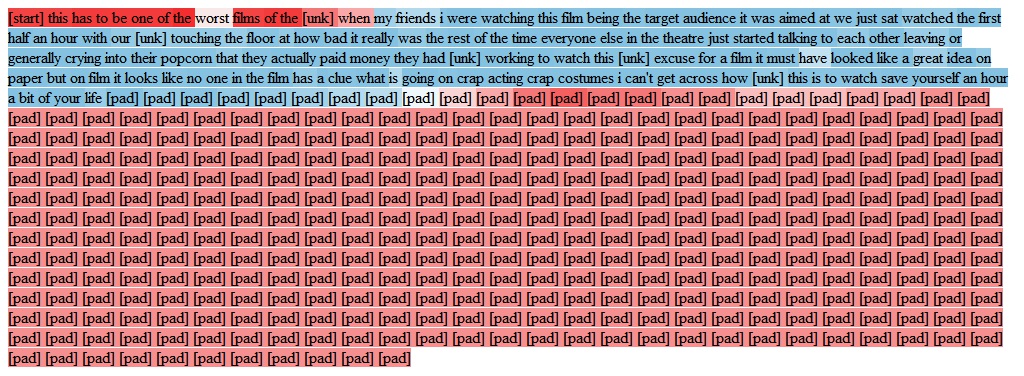 [start] this has to be one of the worst films of the [unk] when my friends i were watching this film being the target audience it was aimed at we just sat watched the first
half an hour with our [unk] touching the floor at how bad it really was the rest of the time everyone else in the theatre just started talking to each other leaving or
generally crying into their popcorn that they actually paid money they had [unk] working to watch this [unk] excuse for a film it must have looked like a great idea on
paper but on film it looks like no one in the film has a clue what is going on crap acting crap costumes i can't get across how [unk] this is to watch save yourself an hour
a bit of your life [pad] [pad] [pad] [pad] [pad] [pad] [pad] [pad] [pad] [pad] [pad] [pad] [pad] [pad] [pad] [pad] [pad] [pad] [pad] [pad] [pad] [pad] [pad] [pad]
[pad] [pad] [pad] [pad] [pad] [pad] [pad] [pad] [pad] [pad] [pad] [pad] [pad] [pad] [pad] [pad] [pad] [pad] [pad] [pad] [pad] [pad] [pad] [pad] [pad] [pad] [pad]
[pad] [pad] [pad] [pad] [pad] [pad] [pad] [pad] [pad] [pad] [pad] [pad] [pad] [pad] [pad] [pad] [pad] [pad] [pad] [pad] [pad] [pad] [pad] [pad] [pad] [pad] [pad]
[pad] [pad] [pad] [pad] [pad] [pad] [pad] [pad] [pad] [pad] [pad] [pad] [pad] [pad] [pad] [pad] [pad] [pad] [pad] [pad] [pad] [pad] [pad] [pad] [pad] [pad] [pad]
[pad] [pad] [pad] [pad] [pad] [pad] [pad] [pad] [pad] [pad] [pad] [pad] [pad] [pad] [pad] [pad] [pad] [pad] [pad] [pad] [pad] [pad] [pad] [pad] [pad] [pad] [pad]
[pad] [pad] [pad] [pad] [pad] [pad] [pad] [pad] [pad] [pad] [pad] [pad] [pad] [pad] [pad] [pad] [pad] [pad] [pad] [pad] [pad] [pad] [pad] [pad] [pad] [pad] [pad]
[pad] [pad] [pad] [pad] [pad] [pad] [pad] [pad] [pad] [pad] [pad] [pad] [pad] [pad] [pad] [pad] [pad] [pad] [pad] [pad] [pad] [pad] [pad] [pad] [pad] [pad] [pad]
[pad] [pad] [pad] [pad] [pad] [pad] [pad] [pad] [pad] [pad] [pad] [pad] [pad] [pad] [pad] [pad] [pad] [pad] [pad] [pad] [pad] [pad] [pad] [pad] [pad] [pad] [pad]
[pad] [pad] [pad] [pad] [pad] [pad] [pad] [pad] [pad] [pad] [pad] [pad] [pad] [pad] [pad] [pad] [pad] [pad] [pad] [pad] [pad] [pad] [pad] [pad] [pad] [pad] [pad]
[pad] [pad] [pad] [pad] [pad] [pad] [pad] [pad] [pad] [pad] [pad] [pad] [pad] [pad] [pad] [pad] [pad] [pad] [pad] [pad] [pad] [pad] [pad] [pad] [pad] [pad] [pad]
[pad] [pad] [pad] [pad] [pad] [pad] [pad] [pad] [pad] [pad] [pad] [pad] [pad] [pad] [pad] [pad] [pad] [pad] [pad] [pad] [pad] [pad] [pad] [pad] [pad] [pad] [pad]
[pad] [pad] [pad] [pad] [pad] [pad] [pad] [pad] [pad] [pad] [pad] [pad] [pad] [pad] [pad] [pad] [pad] [pad] [pad] [pad] [pad] [pad] [pad] [pad] [pad] [pad] [pad]
[pad] [pad] [pad] [pad] [pad] [pad] [pad] [pad] [pad] [pad] [pad] [pad] [pad] [pad] [pad] [pad] [pad] [pad] [pad] [pad] [pad] [pad] [pad] [pad] [pad] [pad] [pad]
[pad] [pad] [pad] [pad] [pad] [pad] [pad] [pad] [pad] [pad] [pad]